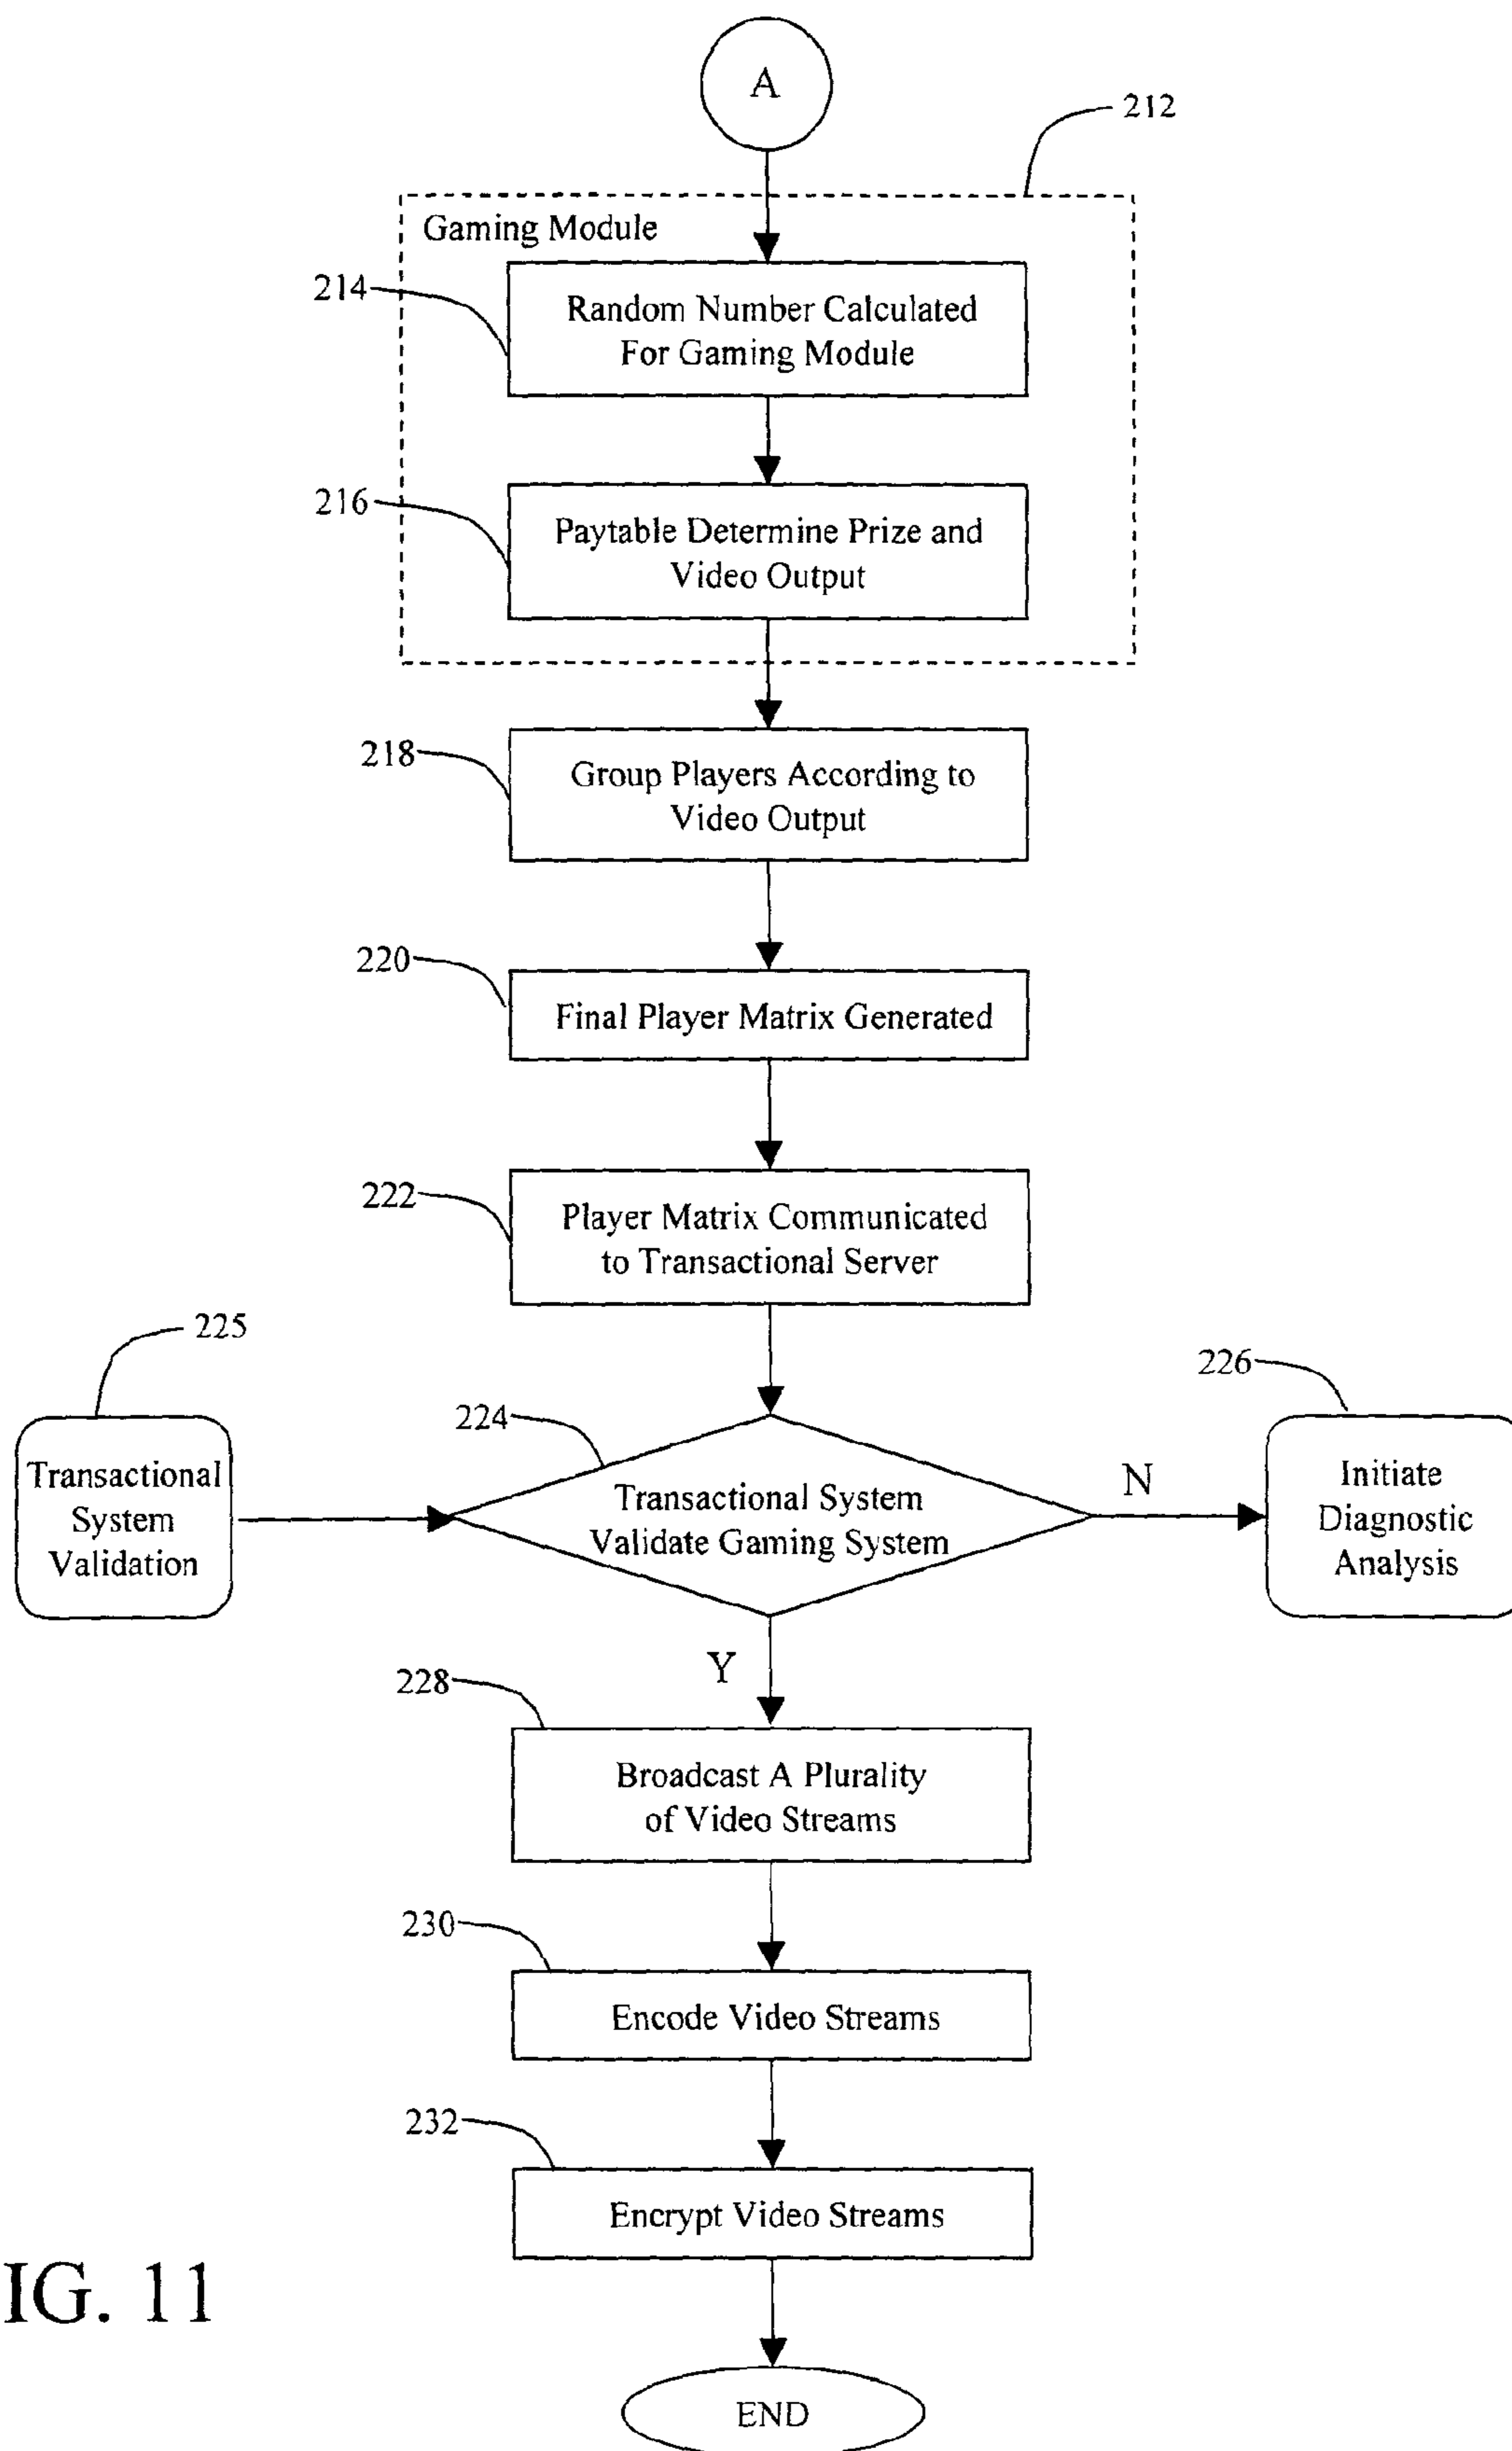 A
212
Gaming Module
214
Random Number Calculated
For Gaming Module
216
Paytable Determine Prize and
Video Output
218
Group Players According to
Video Output
220
Final Player Matrix Generated
222
Player Matrix Communicated
to Transactional Server
225
Transactional
System
Validation
224
Transactional System
Validate Gaming System
N
226
Initiate
Diagnostic
Analysis
Y
228
Broadcast A Plurality
of Video Streams
230
Encode Video Streams
232
Encrypt Video Streams
IG. 11
END